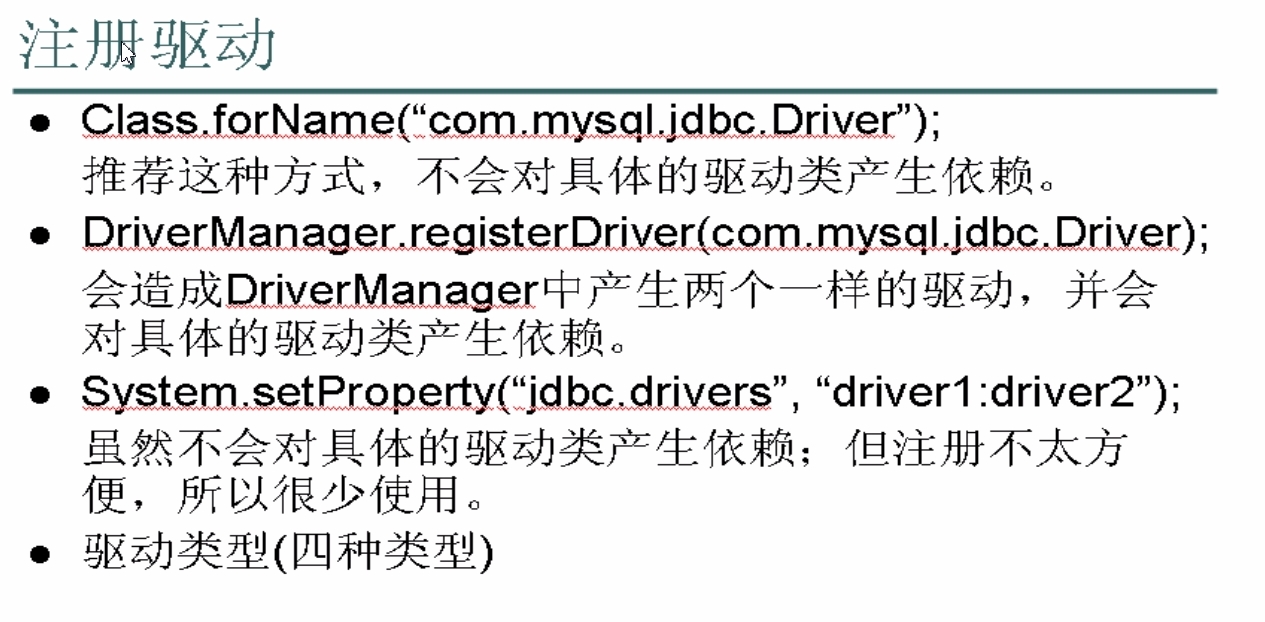 注册驱动
● Class.forName(“com.mysql.jdbc.Driver”);
推荐这种方式，不会对具体的驱动类产生依赖。
● DriverManager.registerDriver(com.mysql.jdbc.Driver);
会造成DriverManager中产生两个一样的驱动，并会
对具体的驱动类产生依赖。
● System.setProperty(“jdbc.drivers”, “driver1:driver2”);
虽然不会对具体的驱动类产生依赖；但注册不太方
便，所以很少使用。
● 驱动类型(四种类型)